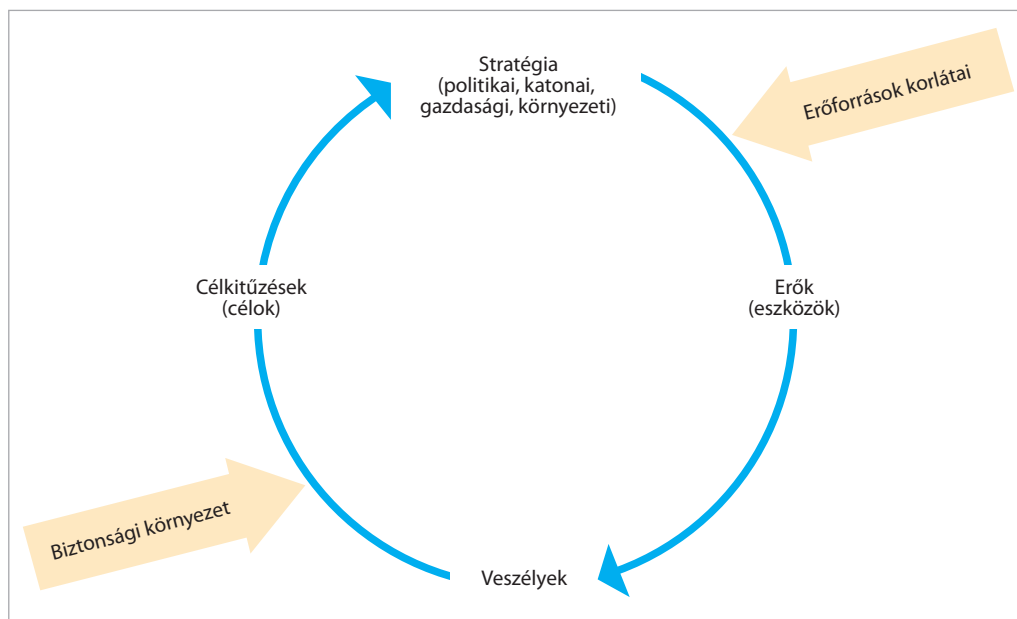 Stratégia
(politikai, katonai,
gazdasági, környezeti)
Erőforrások korlátai
Célkitűzések
(célok)
Erők
(eszközök)
Biztonsági környezet
Veszélyek